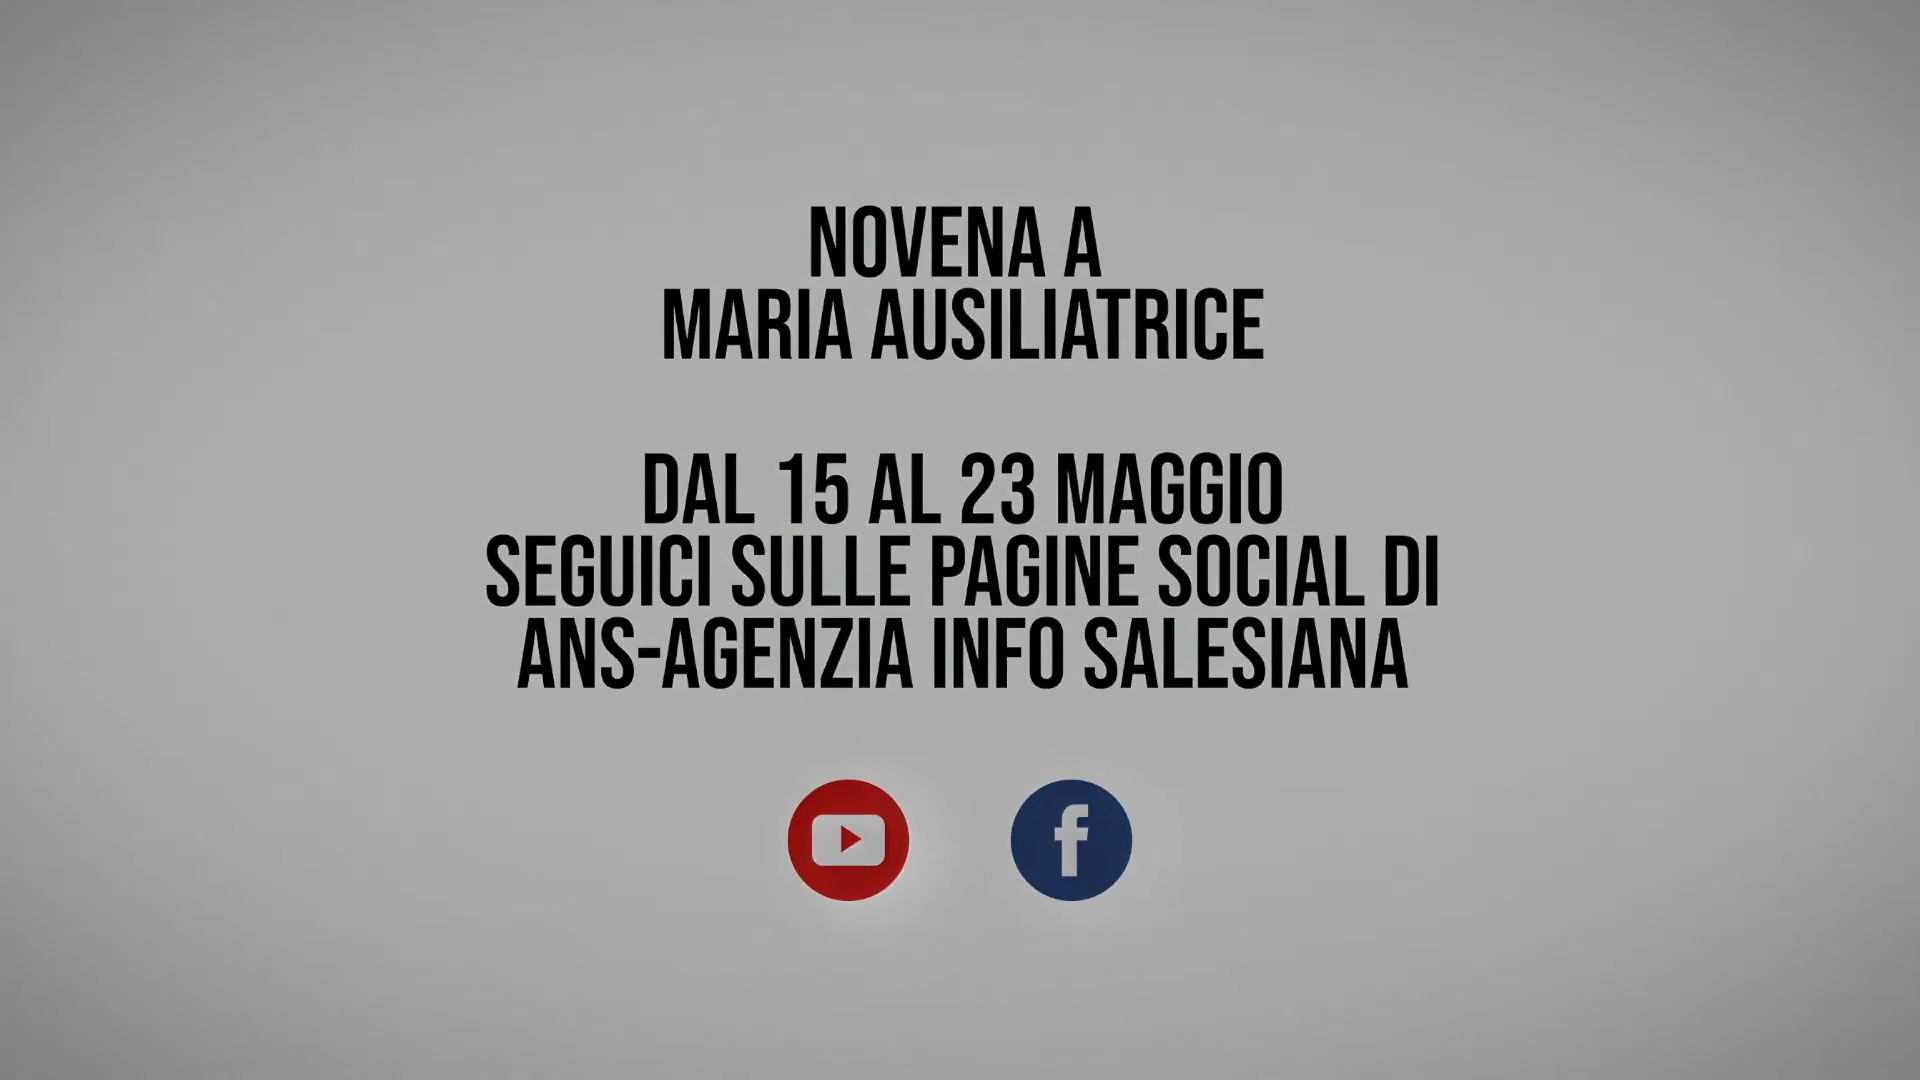 NOVENA A
MARIA AUSILIATRICE
DAL 15 AL 23 MAGGIO
SEGUICI SULLE PAGINE SOCIAL DI
ANS-AGENZIA INFO SALESIANA